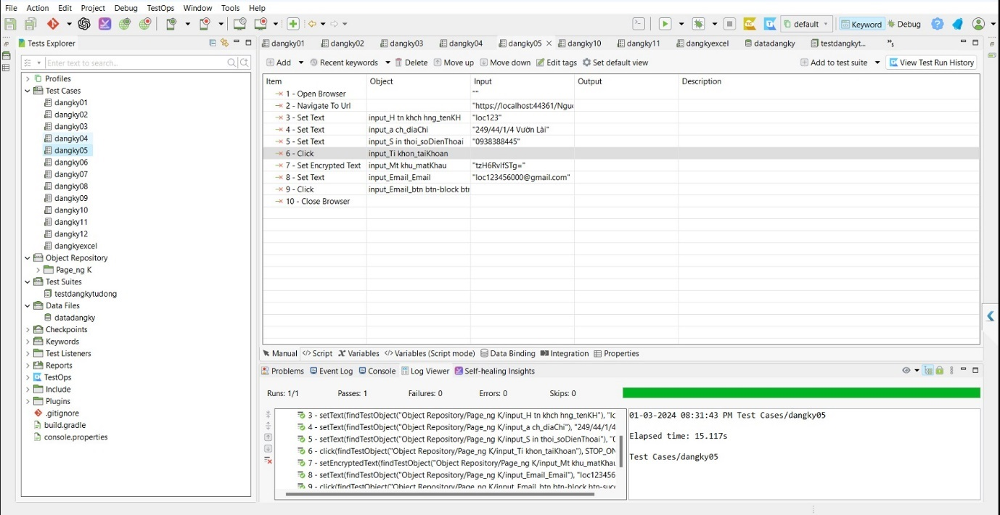 File Action Edit Project Debug TestOps Window Tools Help
default
Keyword
Debug
Tests Explorer
Enter text to search...
Profiles
Test Cases
dangky01
dangky02
dangky03
dangky04
dangky05
dangky06
dangky07
dangky08
dangky09
dangky10
dangky11
dangky12
dangkyexcel
Object Repository
Page_ng K
Test Suites
testdangkytudong
Data Files
datadangky
Checkpoints
Keywords
Test Listeners
Reports
TestOps
Include
Plugins
.gitignore
build.gradle
console.properties
dangky01 dangky02 dangky03 dangky04 dangky05 dangky10 dangky11 dangkyexcel datadangky testdangkyt...
Add Recent keywords Delete Move up Move down Edit tags Set default view Add to test suite View Test Run History
Item Object Input Output Description
1 - Open Browser ""
2 - Navigate To Url "https://localhost:44361/Nguc
3 - Set Text input_H tn khch hng_tenKH "loc123"
4 - Set Text input_a ch_diaChi "249/44/1/4 Vườn Lài"
5 - Set Text input_S in thoi_soDienThoai "0938388445"
6 - Click input_Ti khon_taiKhoan
7 - Set Encrypted Text input_Mt khu_matKhau "tzH6RvlfSTg="
8 - Set Text input_Email_Email "loc123456000@gmail.com"
9 - Click input_Email_btn btn-block btn
10 - Close Browser
Manual Script Variables Variables (Script mode) Data Binding Integration Properties
Problems Event Log Console Log Viewer Self-healing Insights
Runs: 1/1 Passes: 1 Failures: 0 Errors: 0 Skips: 0
3 - setText(findTestObject("Object Repository/Page_ng K/input_H tn khch hng_tenKH"), "lc
4 - setText(findTestObject("Object Repository/Page_ng K/input_a ch_diaChi"), "249/44/1/4
5 - setText(findTestObject("Object Repository/Page_ng K/input_S in thoi_soDienThoai"), "0
6 - click(findTestObject("Object Repository/Page_ng K/input_Ti khon_taiKhoan"), STOP_ON
7 - setEncryptedText(findTestObject("Object Repository/Page_ng K/input_Mt khu_matKhau
8 - setText(findTestObject("Object Repository/Page_ng K/input_Email_Email"), "loc123456
9 - click(findTestObject("Object Repository/Page_ng K/input_Email_btn btn-block btn-succ
01-03-2024 08:31:43 PM Test Cases/dangky05
Elapsed time: 15.117s
Test Cases/dangky05